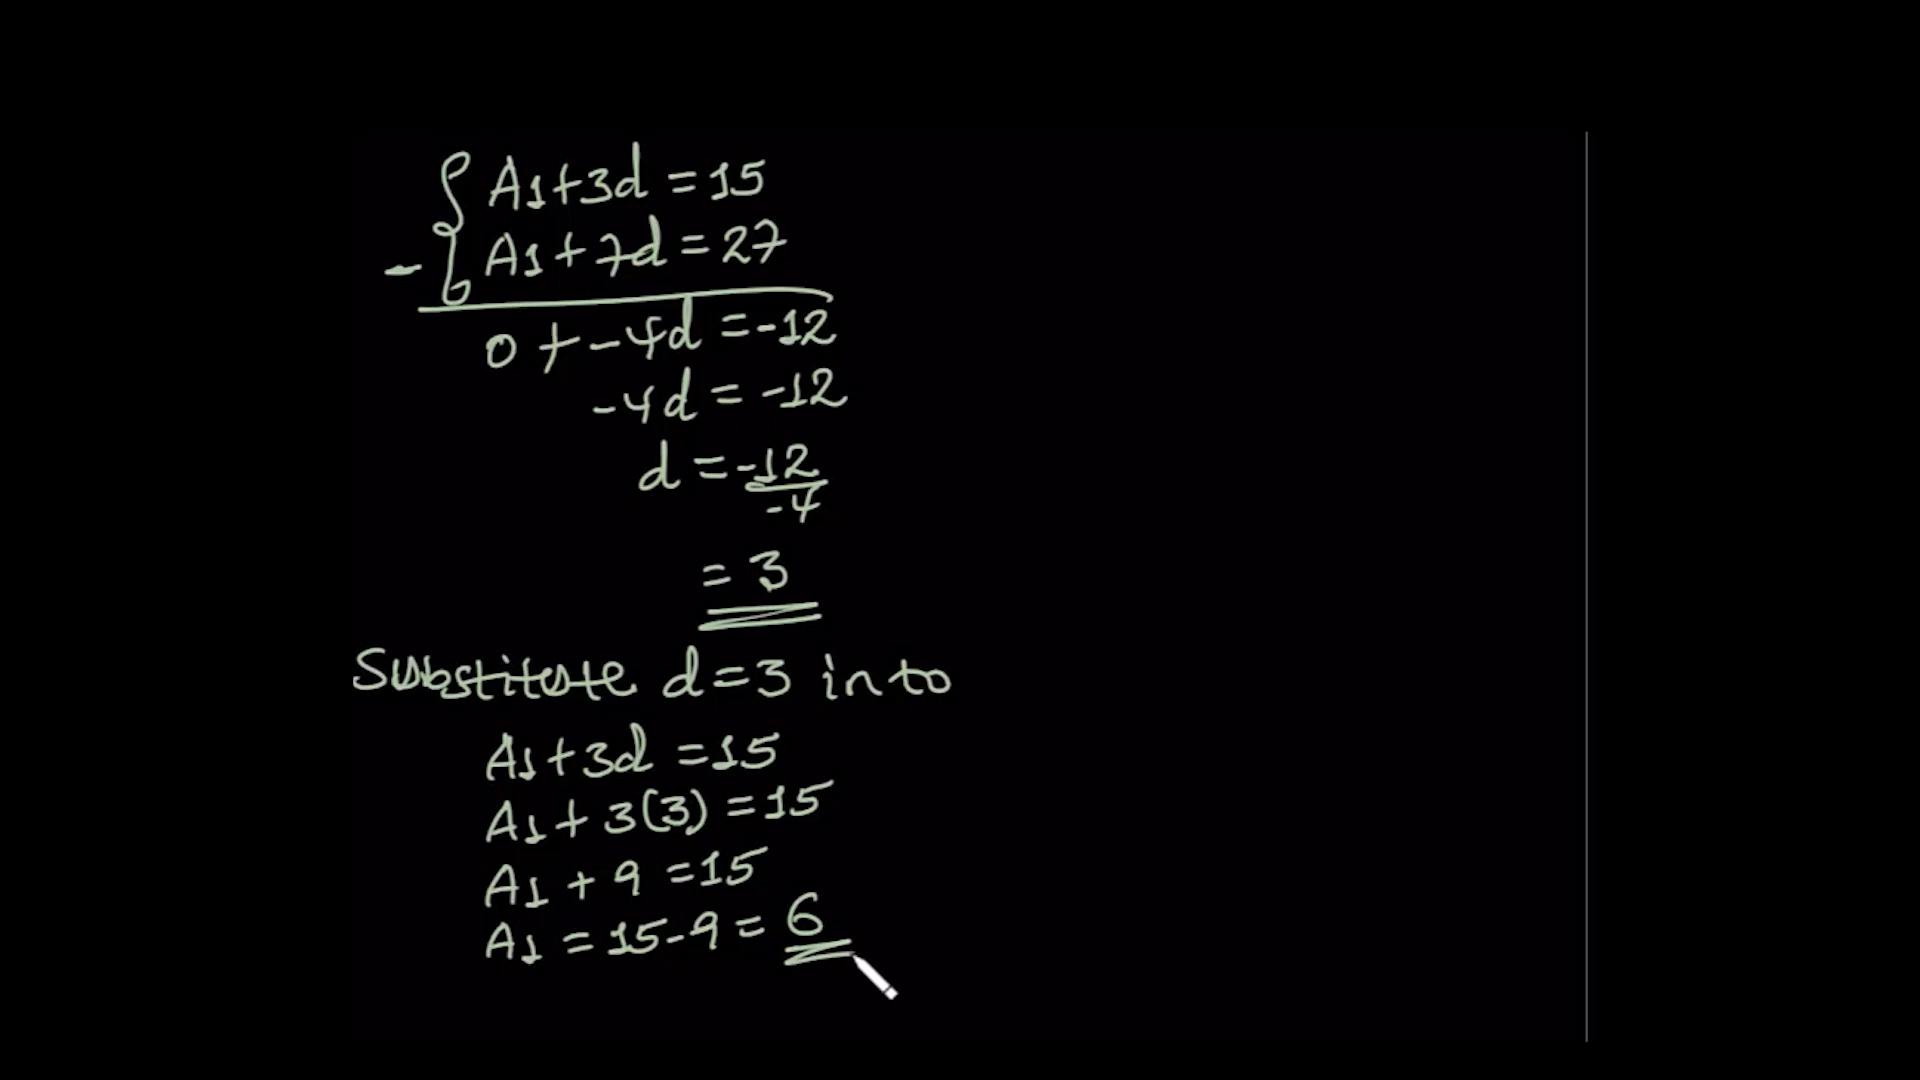 A1+3d=15
- A1+7d=27
0+-4d=-12
-4d=-12
d=-12/-4
=3
Substitute d=3 into
A1+3d=15
A1+3(3)=15
A1+9=15
A1=15-9=6